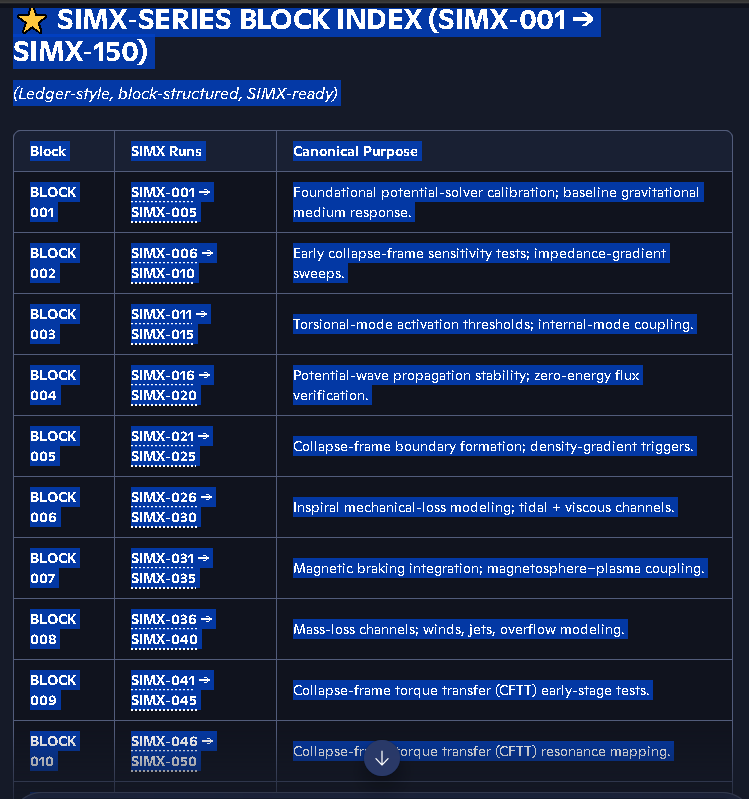 ⭐ SIMX-SERIES BLOCK INDEX (SIMX-001 →
SIMX-150)
(Ledger-style, block-structured, SIMX-ready)
Block SIMX Runs Canonical Purpose
BLOCK 001 SIMX-001 → SIMX-005 Foundational potential-solver calibration; baseline gravitational medium response.
BLOCK 002 SIMX-006 → SIMX-010 Early collapse-frame sensitivity tests; impedance-gradient sweeps.
BLOCK 003 SIMX-011 → SIMX-015 Torsional-mode activation thresholds; internal-mode coupling.
BLOCK 004 SIMX-016 → SIMX-020 Potential-wave propagation stability; zero-energy flux verification.
BLOCK 005 SIMX-021 → SIMX-025 Collapse-frame boundary formation; density-gradient triggers.
BLOCK 006 SIMX-026 → SIMX-030 Inspiral mechanical-loss modeling; tidal + viscous channels.
BLOCK 007 SIMX-031 → SIMX-035 Magnetic braking integration; magnetosphere–plasma coupling.
BLOCK 008 SIMX-036 → SIMX-040 Mass-loss channels; winds, jets, overflow modeling.
BLOCK 009 SIMX-041 → SIMX-045 Collapse-frame torque transfer (CFTT) early-stage tests.
BLOCK 010 SIMX-046 → SIMX-050 Collapse-frame torque transfer (CFTT) resonance mapping.